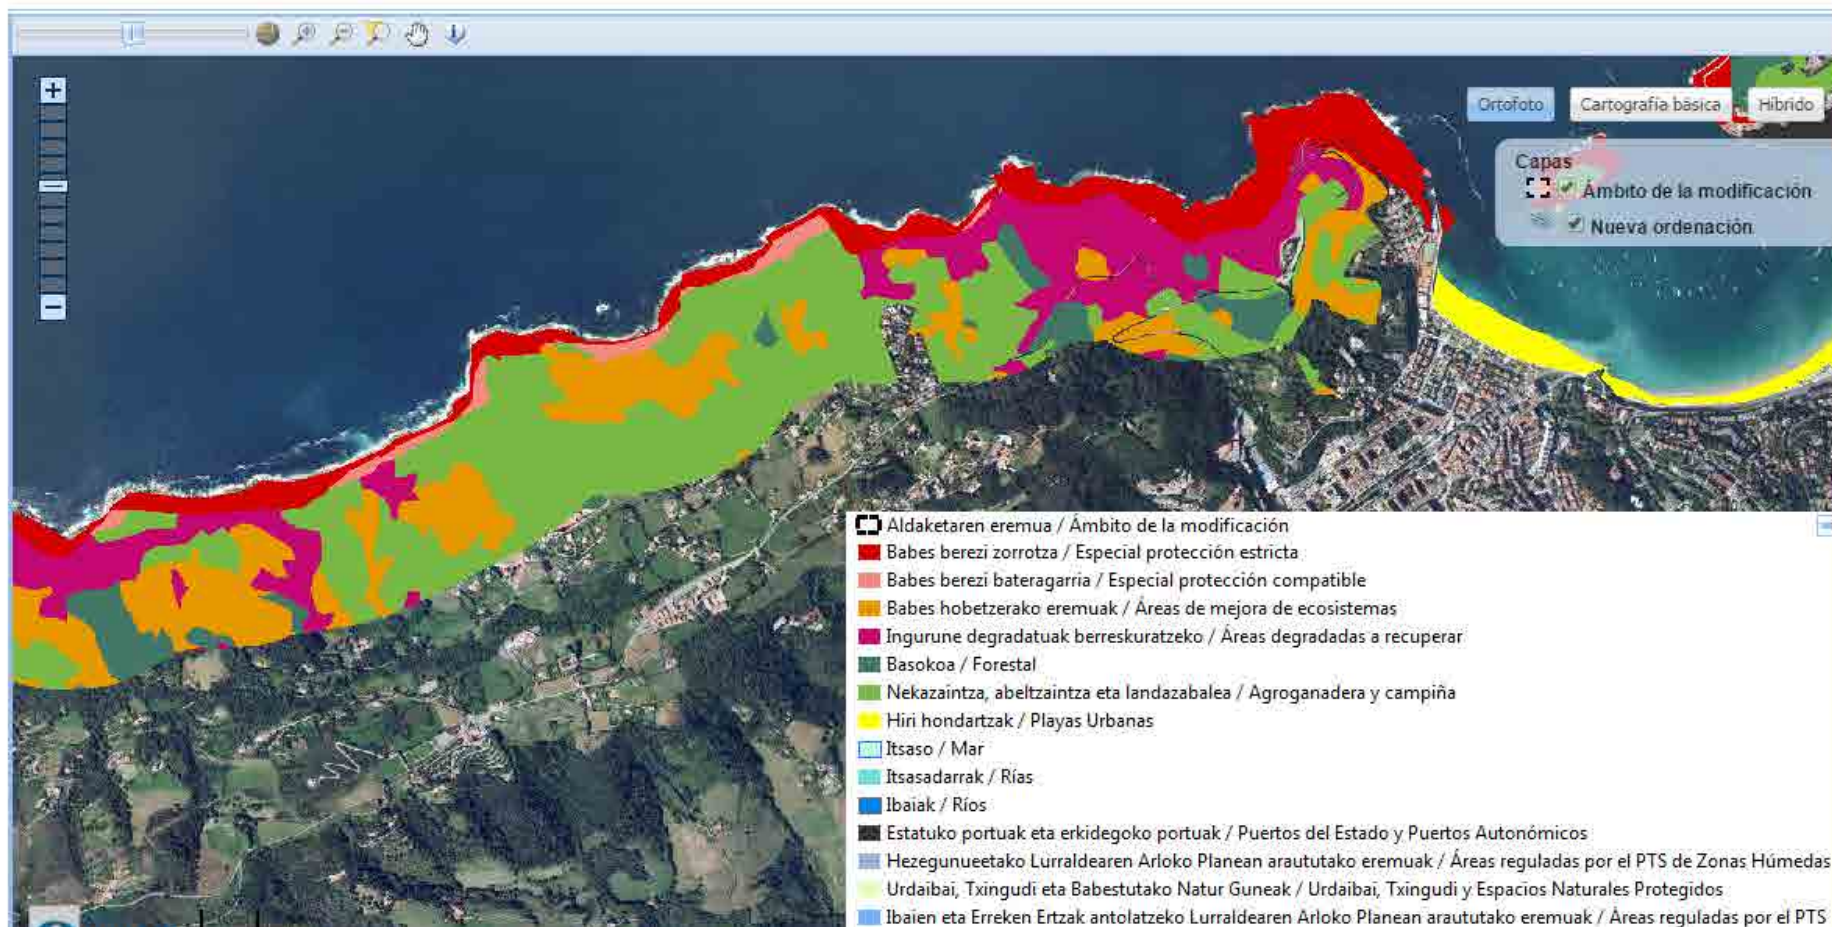 Ortofoto
Cartografía básica
Híbrido
Capas
Ámbito de la modificación
Nueva ordenación
Aldaketaren eremua / Ámbito de la modificación
Babes berezi zorrotza / Especial protección estricta
Babes berezi bateragarria / Especial protección compatible
Babes hobetzerako eremuak / Áreas de mejora de ecosistemas
Ingurune degradatuak berreskuratzeko / Áreas degradadas a recuperar
Basokoa / Forestal
Nekazaintza, abeltzaintza eta landazabalea / Agroganadera y campiña
Hiri hondartzak / Playas Urbanas
Itsaso / Mar
Itsasadarrak / Rías
Ibaiak / Ríos
Estatuko portuak eta erkidegoko portuak / Puertos del Estado y Puertos Autonómicos
Hezegunueetako Lurraldearen Arloko Planean araututako eremuak / Áreas reguladas por el PTS de Zonas Húmedas
Urdaibai, Txingudi eta Babestutako Natur Guneak / Urdaibai, Txingudi y Espacios Naturales Protegidos
Ibaien eta Erreken Ertzak antolatzeko Lurraldearen Arloko Planean araututako eremuak / Áreas reguladas por el PTS